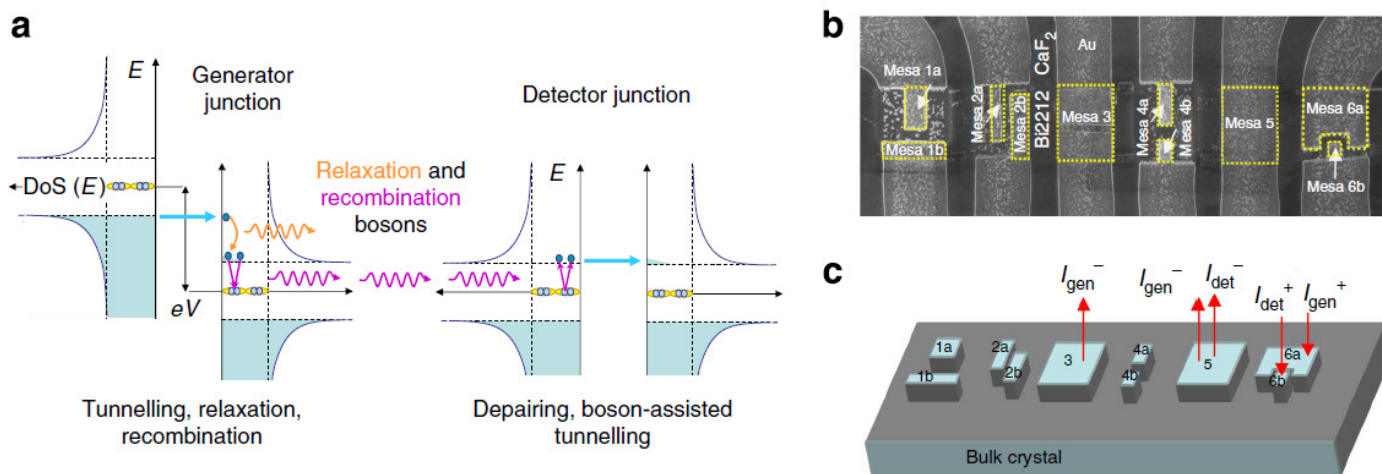 a
E
Generator
junction
DoS (E)
eV
Relaxation and
recombination
bosons
Tunnelling, relaxation,
recombination
Detector junction
E
Depairing, boson-assisted
tunnelling
b
Mesa 1a
Mesa 1b
Mesa 2a
Mesa 2b
Bi2212 CaF2
Au
Mesa 3
Mesa 4a
Mesa 4b
Mesa 5
Mesa 6a
Mesa 6b
c
Igen− Igen− Idet− Idet+ Igen+
1a
1b
2a
2b
3
4a
4b
5
6a
6b
Bulk crystal